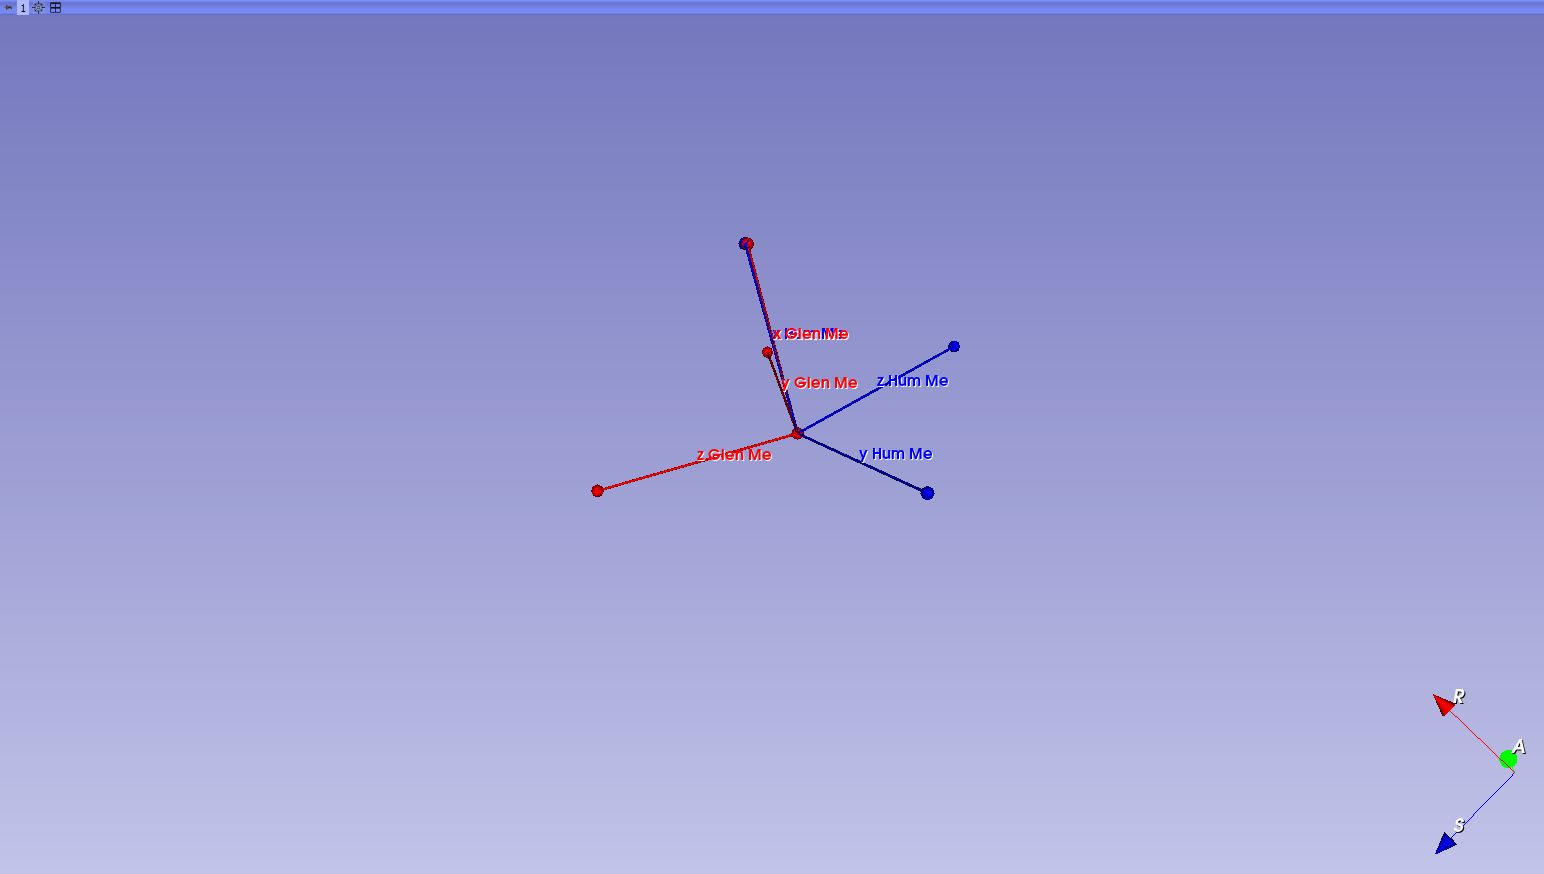 1
x Glen Me
y Glen Me
z Hum Me
z Glen Me
y Hum Me
R
A
S